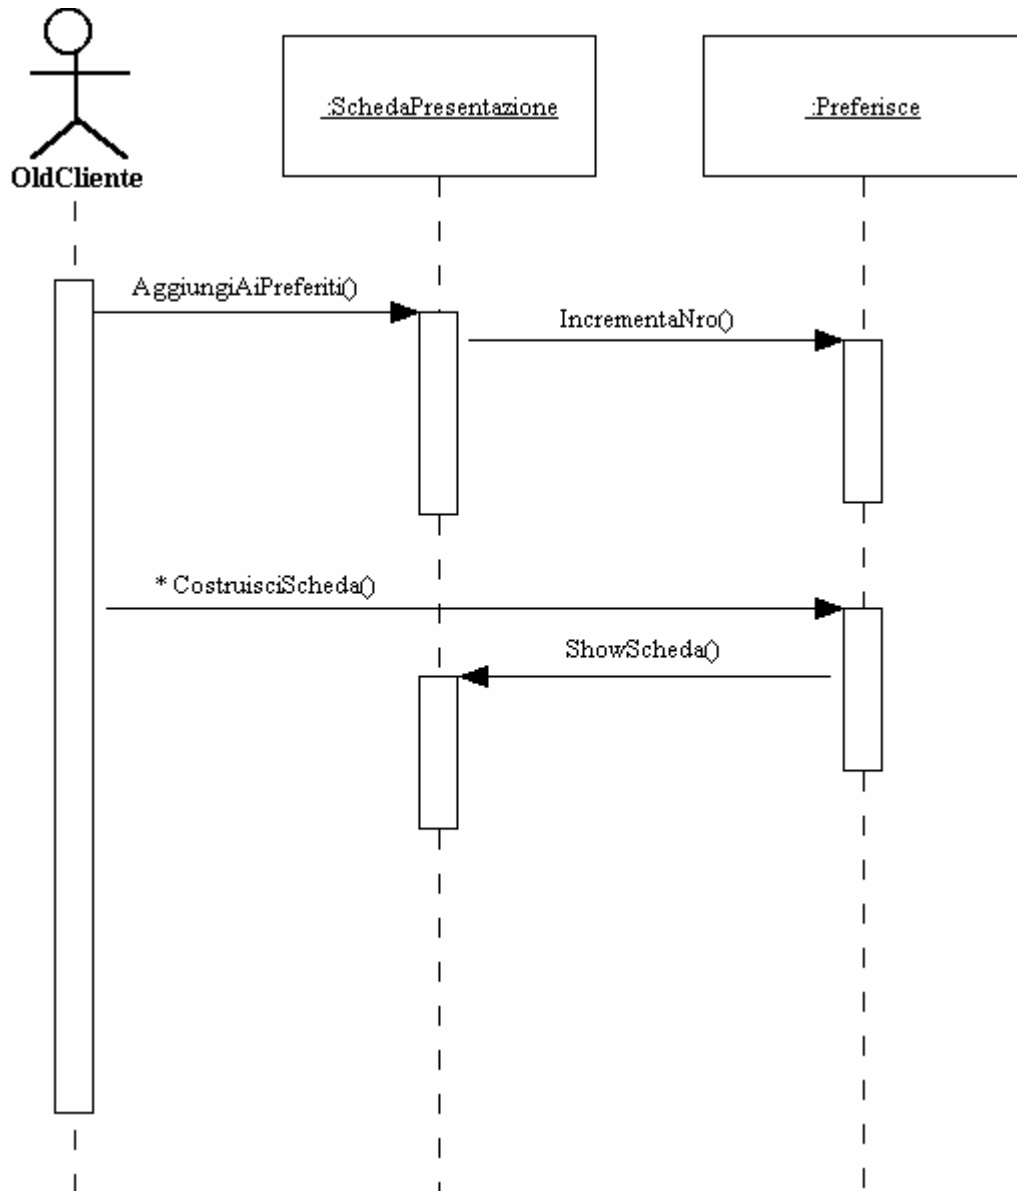 :SchedaPresentazione
:Preferisce
OldCliente
AggiungiAiPreferiti()
IncrementaNro()
* CostruisciScheda()
ShowScheda()